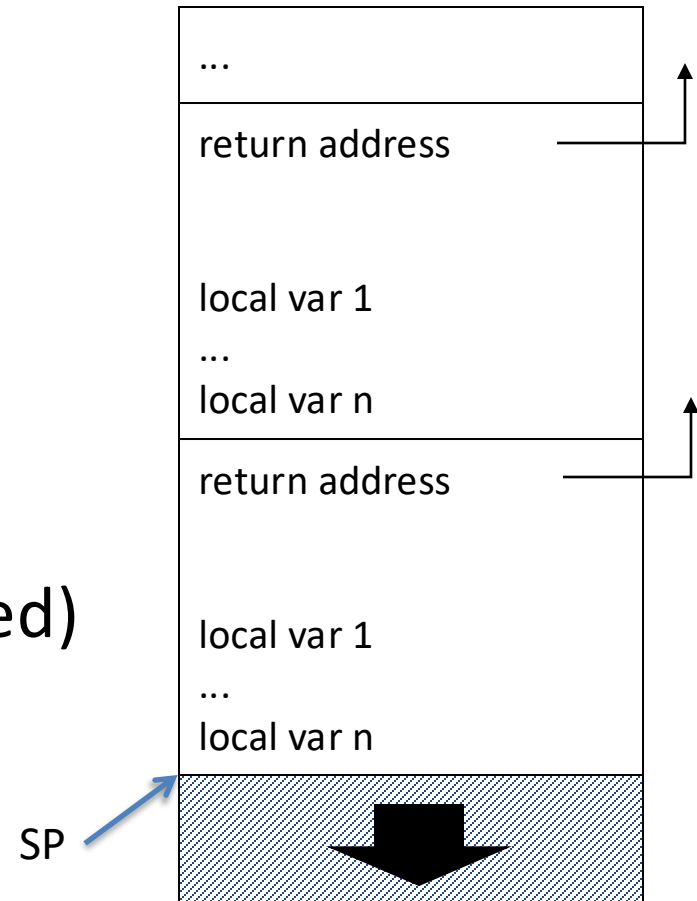 ...
return address
local var 1
...
local var n
return address
ed)
local var 1
...
local var n
SP